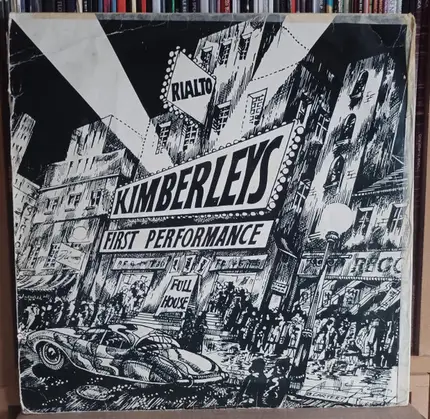 RIALTO
KIMBERLEYS
FIRST PERFORMANCE
FULL
HOUSE